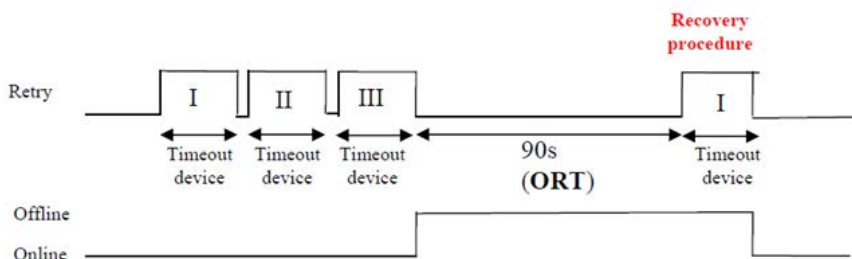 Recovery
procedure
Retry
I
II
III
I
Timeout
device
Timeout
device
Timeout
device
90s
(ORT)
Timeout
device
Offline
Online